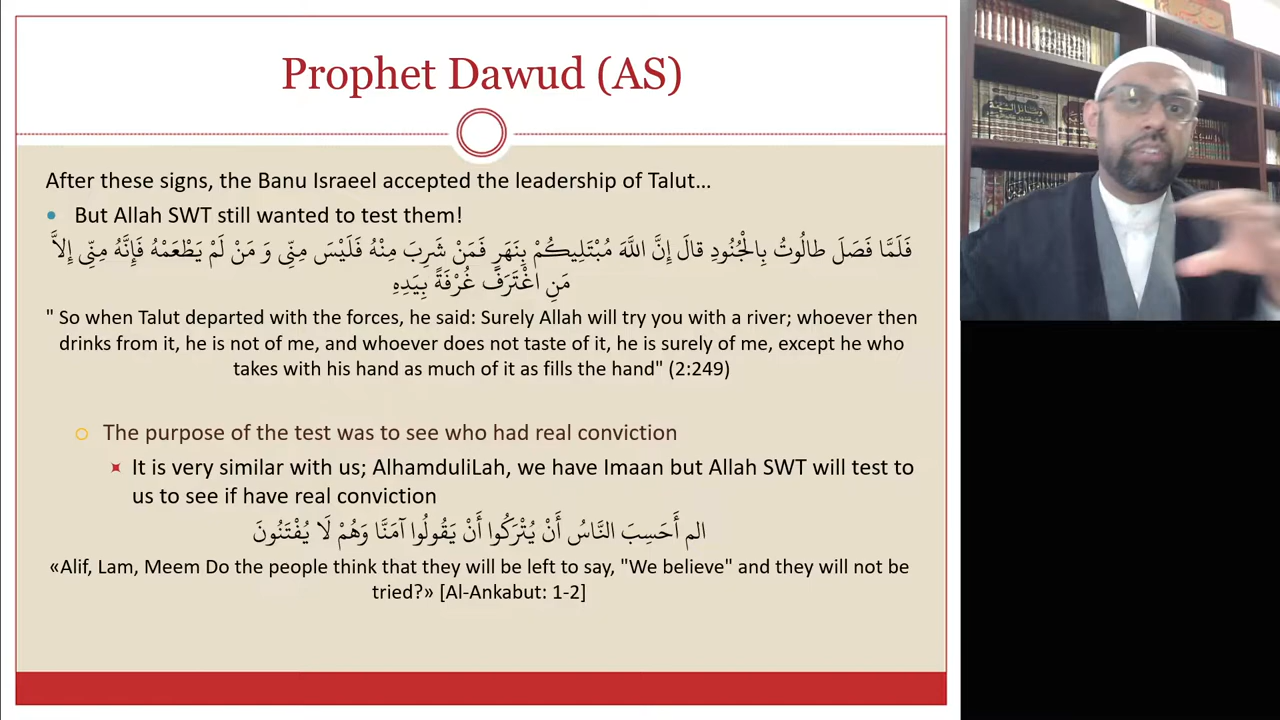 Prophet Dawud (AS)
After these signs, the Banu Israeel accepted the leadership of Talut…
But Allah SWT still wanted to test them!
فَلَمَّا فَصَلَ طالُوتُ بِالْجُنُودِ قالَ إِنَّ اللَّهَ مُبْتَلِيكُمْ بِنَهَرٍ فَمَنْ شَرِبَ مِنْهُ فَلَيْسَ مِنِّي وَ مَنْ لَمْ يَطْعَمْهُ فَإِنَّهُ مِنِّي إِلاَّ
مَنِ اغْتَرَفَ غُرْفَةً بِيَدِهِ
" So when Talut departed with the forces, he said: Surely Allah will try you with a river; whoever then
drinks from it, he is not of me, and whoever does not taste of it, he is surely of me, except he who
takes with his hand as much of it as fills the hand" (2:249)
The purpose of the test was to see who had real conviction
It is very similar with us; AlhamduliLah, we have Imaan but Allah SWT will test to
us to see if have real conviction
الم أَحَسِبَ النَّاسُ أَنْ يُتْرَكُوا أَنْ يَقُولُوا آمَنَّا وَهُمْ لَا يُفْتَنُونَ
«Alif, Lam, Meem Do the people think that they will be left to say, "We believe" and they will not be
tried?» [Al-Ankabut: 1-2]